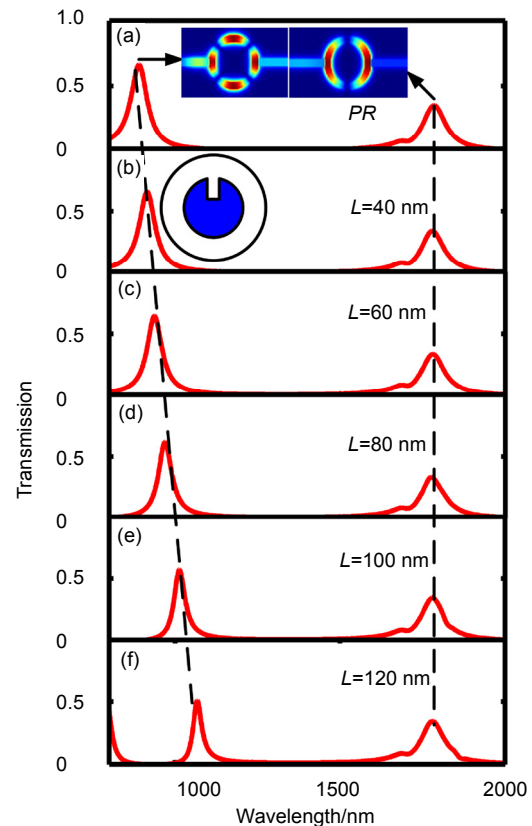 1.0
(a)
0.5
PR
0
(b)
L=40 nm
0.5
0
(c)
L=60 nm
0.5
0
(d)
L=80 nm
0.5
0
(e)
L=100 nm
0.5
0
(f)
L=120 nm
0.5
0
1000 1500 2000
Wavelength/nm
Transmission